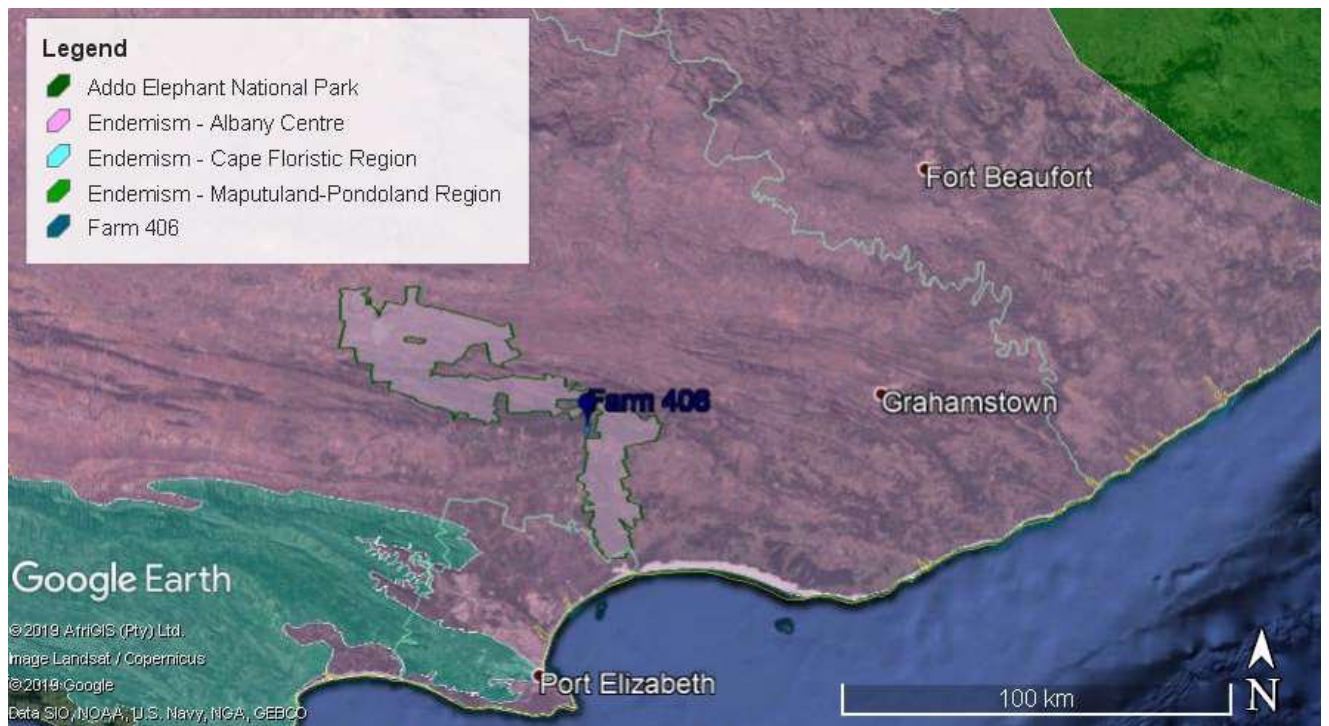 Legend
Addo Elephant National Park
Endemism - Albany Centre
Endemism - Cape Floristic Region
Endemism - Maputuland-Pondoland Region
Farm 406
Fort Beaufort
Farm 406
Grahamstown
Google Earth
© 2019 AfriGIS (Pty) Ltd.
Image Landsat / Copernicus
© 2019 Google
Data SIO, NOAA, U.S. Navy, NGA, GEBCO
Port Elizabeth
100 km
N